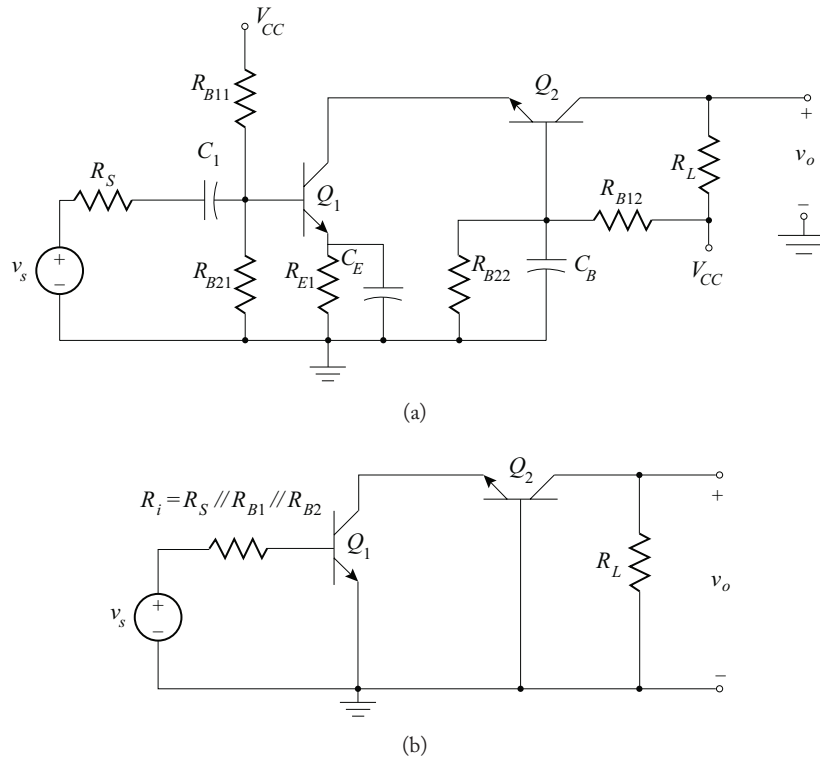 V_CC
R_B11
Q_2
C_1
R_S
Q_1
R_L
+
v_o
−
R_B12
v_s
+
−
R_B21
R_E1
C_E
R_B22
C_B
V_CC
(a)
Q_2
R_i = R_S // R_B1 // R_B2
+
Q_1
R_L
v_o
v_s
+
−
−
(b)